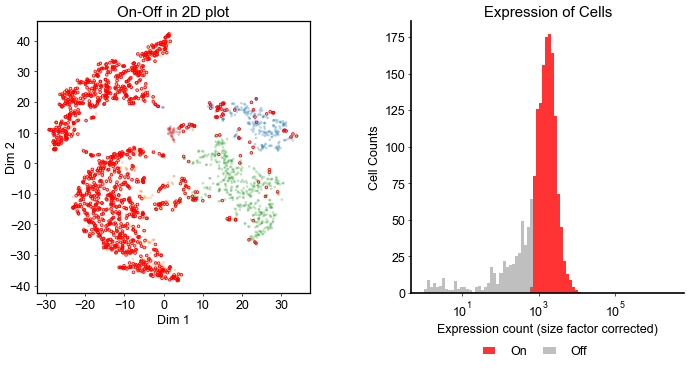 On-Off in 2D plot
40
30
20
10
0
−10
−20
−30
−40
Dim 2
−30 −20 −10 0 10 20 30
Dim 1
Expression of Cells
175
150
125
100
75
50
25
0
Cell Counts
10^1 10^3 10^5
Expression count (size factor corrected)
On Off